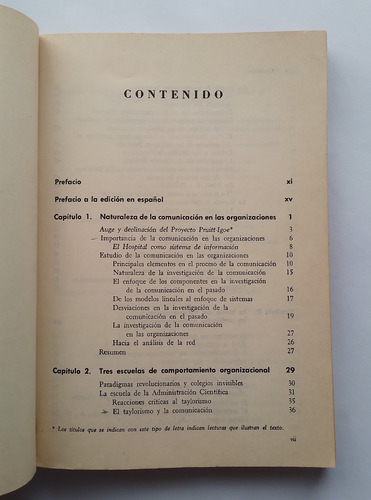 CONTENIDO
Prefacio xi
Prefacio a la edición en español xv
Capítulo 1. Naturaleza de la comunicación en las organizaciones 1
Auge y declinación del Proyecto Pruitt-Igoe* 3
Importancia de la comunicación en las organizaciones 6
El Hospital como sistema de información 8
Estudio de la comunicación en las organizaciones 10
Principales elementos en el proceso de la comunicación 10
Naturaleza de la investigación de la comunicación 15
El enfoque de los componentes en la investigación
de la comunicación en el pasado 16
De los modelos lineales al enfoque de sistemas 17
Desviaciones en la investigación de la
comunicación en el pasado 19
La investigación de la comunicación
en las organizaciones 26
Hacia el análisis de la red 27
Resumen 27
Capítulo 2. Tres escuelas de comportamiento organizacional 29
Paradigmas revolucionarios y colegios invisibles 30
La escuela de la Administración Científica 31
Reacciones críticas al taylorismo 35
El taylorismo y la comunicación 36
* Los títulos que se indican con este tipo de letra indican lecturas que ilustran el texto.
vii